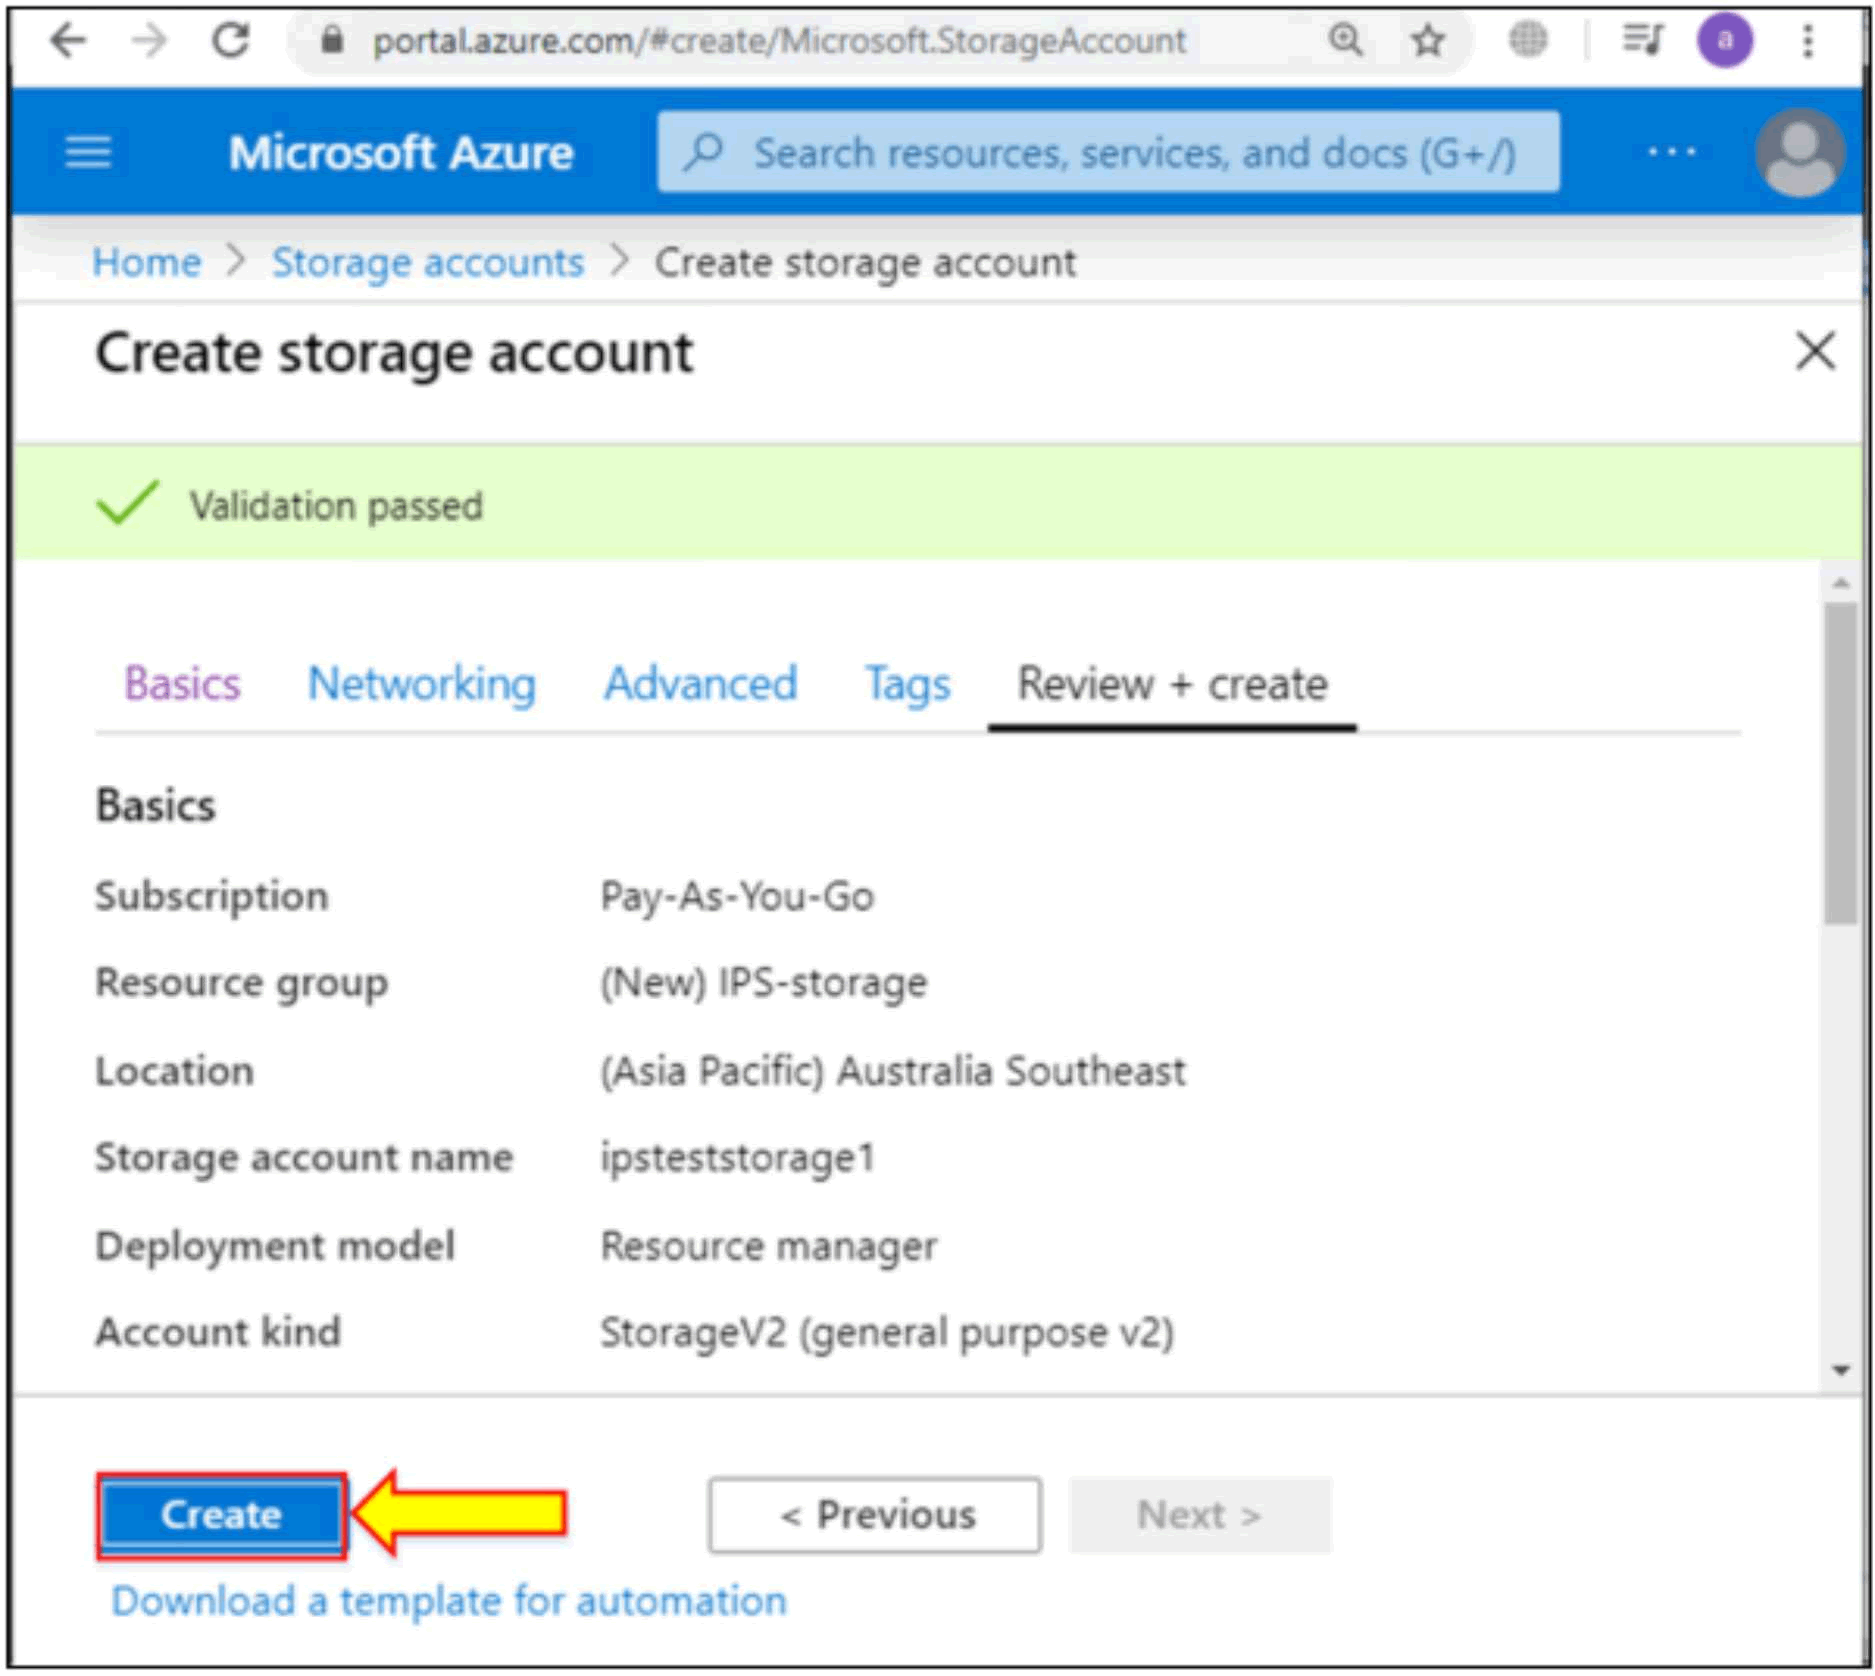 portal.azure.com/#create/Microsoft.StorageAccount
a
Microsoft Azure
Search resources, services, and docs (G+/)
...
Home > Storage accounts > Create storage account
Create storage account
Validation passed
Basics Networking Advanced Tags Review + create
Basics
Subscription Pay-As-You-Go
Resource group (New) IPS-storage
Location (Asia Pacific) Australia Southeast
Storage account name ipsteststorage1
Deployment model Resource manager
Account kind StorageV2 (general purpose v2)
Create < Previous Next >
Download a template for automation